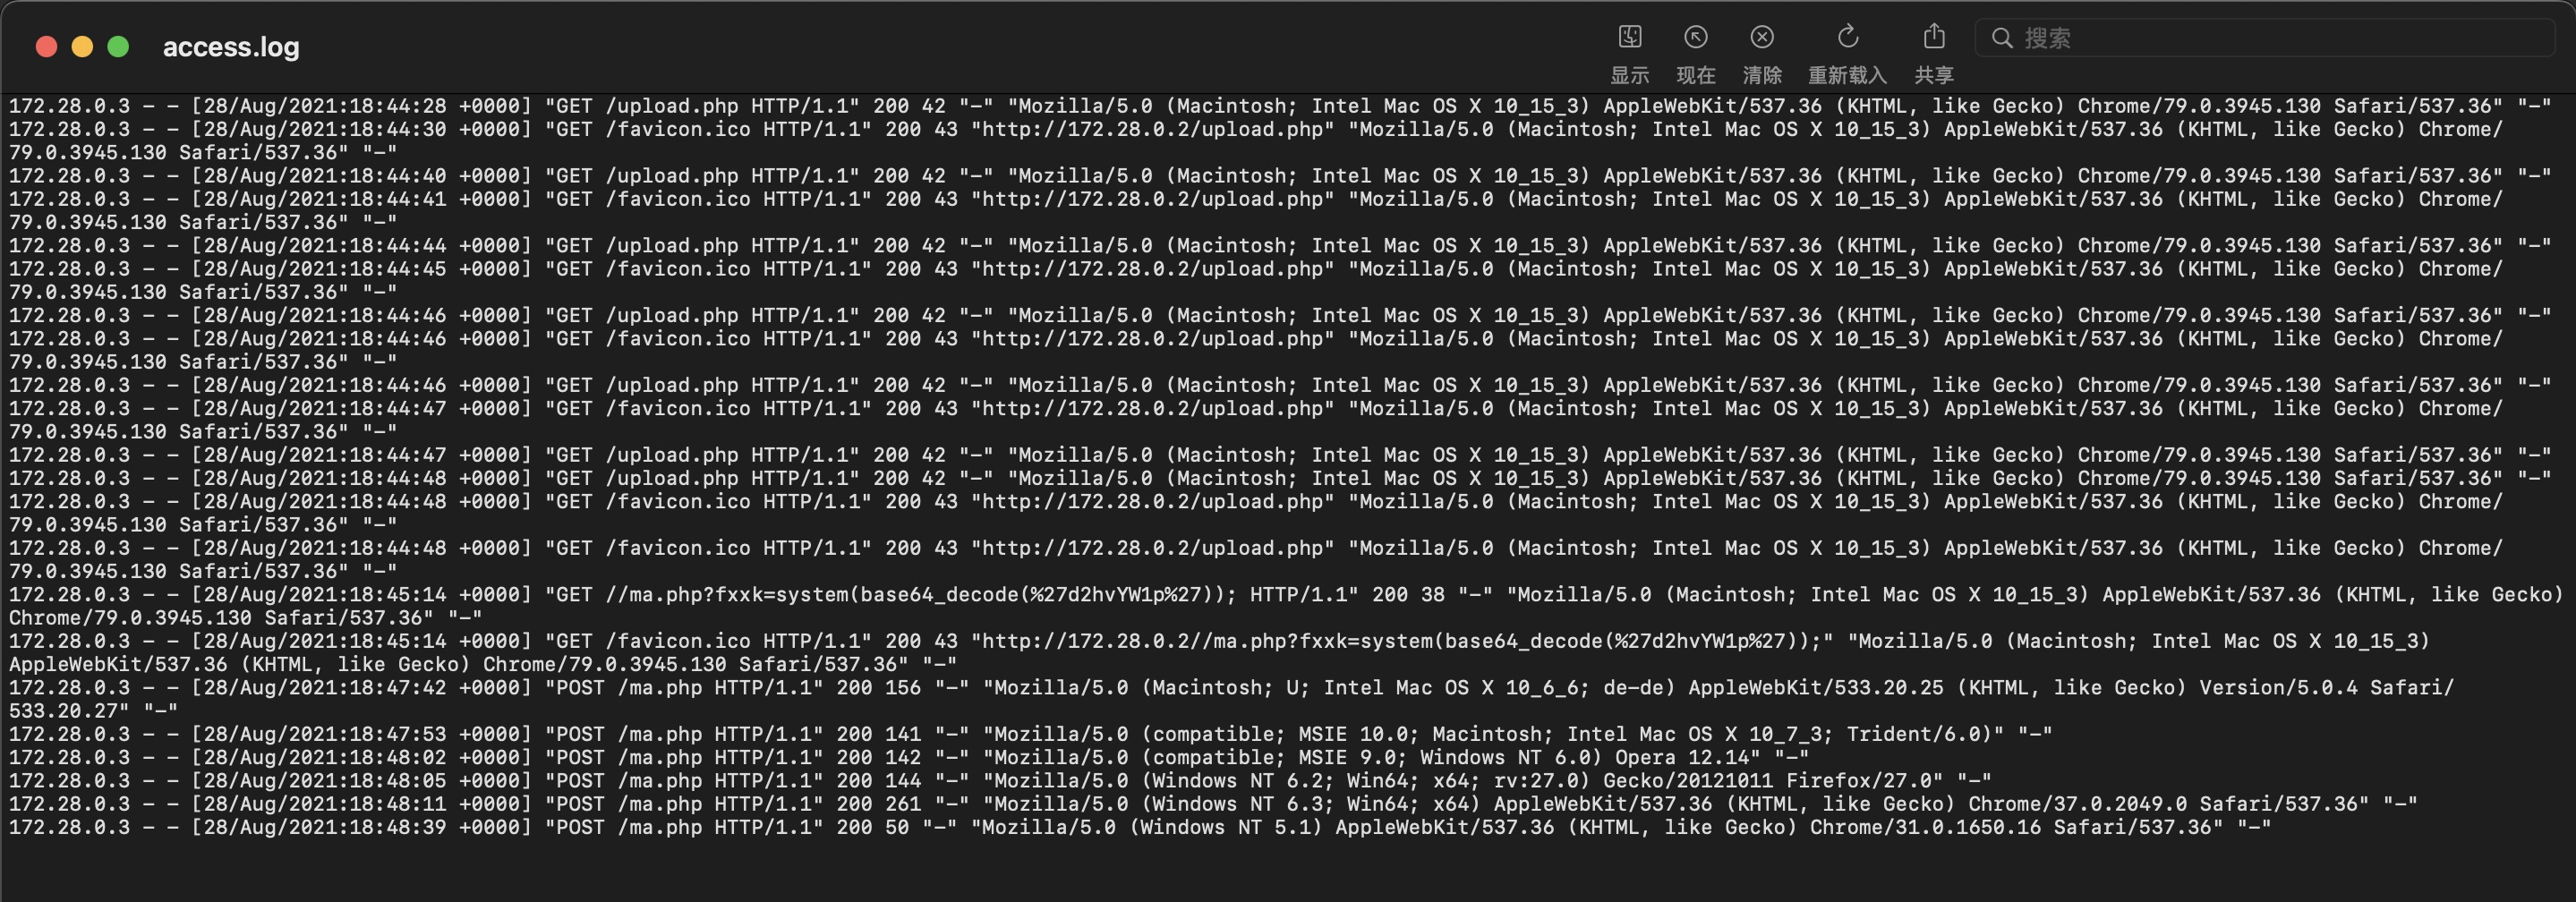 access.log
显示 现在 清除 重新载入 共享 搜索
172.28.0.3 - - [28/Aug/2021:18:44:28 +0000] "GET /upload.php HTTP/1.1" 200 42 "-" "Mozilla/5.0 (Macintosh; Intel Mac OS X 10_15_3) AppleWebKit/537.36 (KHTML, like Gecko) Chrome/79.0.3945.130 Safari/537.36" "-"
172.28.0.3 - - [28/Aug/2021:18:44:30 +0000] "GET /favicon.ico HTTP/1.1" 200 43 "http://172.28.0.2/upload.php" "Mozilla/5.0 (Macintosh; Intel Mac OS X 10_15_3) AppleWebKit/537.36 (KHTML, like Gecko) Chrome/
79.0.3945.130 Safari/537.36" "-"
172.28.0.3 - - [28/Aug/2021:18:44:40 +0000] "GET /upload.php HTTP/1.1" 200 42 "-" "Mozilla/5.0 (Macintosh; Intel Mac OS X 10_15_3) AppleWebKit/537.36 (KHTML, like Gecko) Chrome/79.0.3945.130 Safari/537.36" "-"
172.28.0.3 - - [28/Aug/2021:18:44:41 +0000] "GET /favicon.ico HTTP/1.1" 200 43 "http://172.28.0.2/upload.php" "Mozilla/5.0 (Macintosh; Intel Mac OS X 10_15_3) AppleWebKit/537.36 (KHTML, like Gecko) Chrome/
79.0.3945.130 Safari/537.36" "-"
172.28.0.3 - - [28/Aug/2021:18:44:44 +0000] "GET /upload.php HTTP/1.1" 200 42 "-" "Mozilla/5.0 (Macintosh; Intel Mac OS X 10_15_3) AppleWebKit/537.36 (KHTML, like Gecko) Chrome/79.0.3945.130 Safari/537.36" "-"
172.28.0.3 - - [28/Aug/2021:18:44:45 +0000] "GET /favicon.ico HTTP/1.1" 200 43 "http://172.28.0.2/upload.php" "Mozilla/5.0 (Macintosh; Intel Mac OS X 10_15_3) AppleWebKit/537.36 (KHTML, like Gecko) Chrome/
79.0.3945.130 Safari/537.36" "-"
172.28.0.3 - - [28/Aug/2021:18:44:46 +0000] "GET /upload.php HTTP/1.1" 200 42 "-" "Mozilla/5.0 (Macintosh; Intel Mac OS X 10_15_3) AppleWebKit/537.36 (KHTML, like Gecko) Chrome/79.0.3945.130 Safari/537.36" "-"
172.28.0.3 - - [28/Aug/2021:18:44:46 +0000] "GET /favicon.ico HTTP/1.1" 200 43 "http://172.28.0.2/upload.php" "Mozilla/5.0 (Macintosh; Intel Mac OS X 10_15_3) AppleWebKit/537.36 (KHTML, like Gecko) Chrome/
79.0.3945.130 Safari/537.36" "-"
172.28.0.3 - - [28/Aug/2021:18:44:46 +0000] "GET /upload.php HTTP/1.1" 200 42 "-" "Mozilla/5.0 (Macintosh; Intel Mac OS X 10_15_3) AppleWebKit/537.36 (KHTML, like Gecko) Chrome/79.0.3945.130 Safari/537.36" "-"
172.28.0.3 - - [28/Aug/2021:18:44:47 +0000] "GET /favicon.ico HTTP/1.1" 200 43 "http://172.28.0.2/upload.php" "Mozilla/5.0 (Macintosh; Intel Mac OS X 10_15_3) AppleWebKit/537.36 (KHTML, like Gecko) Chrome/
79.0.3945.130 Safari/537.36" "-"
172.28.0.3 - - [28/Aug/2021:18:44:47 +0000] "GET /upload.php HTTP/1.1" 200 42 "-" "Mozilla/5.0 (Macintosh; Intel Mac OS X 10_15_3) AppleWebKit/537.36 (KHTML, like Gecko) Chrome/79.0.3945.130 Safari/537.36" "-"
172.28.0.3 - - [28/Aug/2021:18:44:48 +0000] "GET /upload.php HTTP/1.1" 200 42 "-" "Mozilla/5.0 (Macintosh; Intel Mac OS X 10_15_3) AppleWebKit/537.36 (KHTML, like Gecko) Chrome/79.0.3945.130 Safari/537.36" "-"
172.28.0.3 - - [28/Aug/2021:18:44:48 +0000] "GET /favicon.ico HTTP/1.1" 200 43 "http://172.28.0.2/upload.php" "Mozilla/5.0 (Macintosh; Intel Mac OS X 10_15_3) AppleWebKit/537.36 (KHTML, like Gecko) Chrome/
79.0.3945.130 Safari/537.36" "-"
172.28.0.3 - - [28/Aug/2021:18:44:48 +0000] "GET /favicon.ico HTTP/1.1" 200 43 "http://172.28.0.2/upload.php" "Mozilla/5.0 (Macintosh; Intel Mac OS X 10_15_3) AppleWebKit/537.36 (KHTML, like Gecko) Chrome/
79.0.3945.130 Safari/537.36" "-"
172.28.0.3 - - [28/Aug/2021:18:45:14 +0000] "GET //ma.php?fxxk=system(base64_decode(%27d2hvYW1p%27)); HTTP/1.1" 200 38 "-" "Mozilla/5.0 (Macintosh; Intel Mac OS X 10_15_3) AppleWebKit/537.36 (KHTML, like Gecko)
Chrome/79.0.3945.130 Safari/537.36" "-"
172.28.0.3 - - [28/Aug/2021:18:45:14 +0000] "GET /favicon.ico HTTP/1.1" 200 43 "http://172.28.0.2//ma.php?fxxk=system(base64_decode(%27d2hvYW1p%27));" "Mozilla/5.0 (Macintosh; Intel Mac OS X 10_15_3)
AppleWebKit/537.36 (KHTML, like Gecko) Chrome/79.0.3945.130 Safari/537.36" "-"
172.28.0.3 - - [28/Aug/2021:18:47:42 +0000] "POST /ma.php HTTP/1.1" 200 156 "-" "Mozilla/5.0 (Macintosh; U; Intel Mac OS X 10_6_6; de-de) AppleWebKit/533.20.25 (KHTML, like Gecko) Version/5.0.4 Safari/
533.20.27" "-"
172.28.0.3 - - [28/Aug/2021:18:47:53 +0000] "POST /ma.php HTTP/1.1" 200 141 "-" "Mozilla/5.0 (compatible; MSIE 10.0; Macintosh; Intel Mac OS X 10_7_3; Trident/6.0)" "-"
172.28.0.3 - - [28/Aug/2021:18:48:02 +0000] "POST /ma.php HTTP/1.1" 200 142 "-" "Mozilla/5.0 (compatible; MSIE 9.0; Windows NT 6.0) Opera 12.14" "-"
172.28.0.3 - - [28/Aug/2021:18:48:05 +0000] "POST /ma.php HTTP/1.1" 200 144 "-" "Mozilla/5.0 (Windows NT 6.2; Win64; x64; rv:27.0) Gecko/20121011 Firefox/27.0" "-"
172.28.0.3 - - [28/Aug/2021:18:48:11 +0000] "POST /ma.php HTTP/1.1" 200 261 "-" "Mozilla/5.0 (Windows NT 6.3; Win64; x64) AppleWebKit/537.36 (KHTML, like Gecko) Chrome/37.0.2049.0 Safari/537.36" "-"
172.28.0.3 - - [28/Aug/2021:18:48:39 +0000] "POST /ma.php HTTP/1.1" 200 50 "-" "Mozilla/5.0 (Windows NT 5.1) AppleWebKit/537.36 (KHTML, like Gecko) Chrome/31.0.1650.16 Safari/537.36" "-"